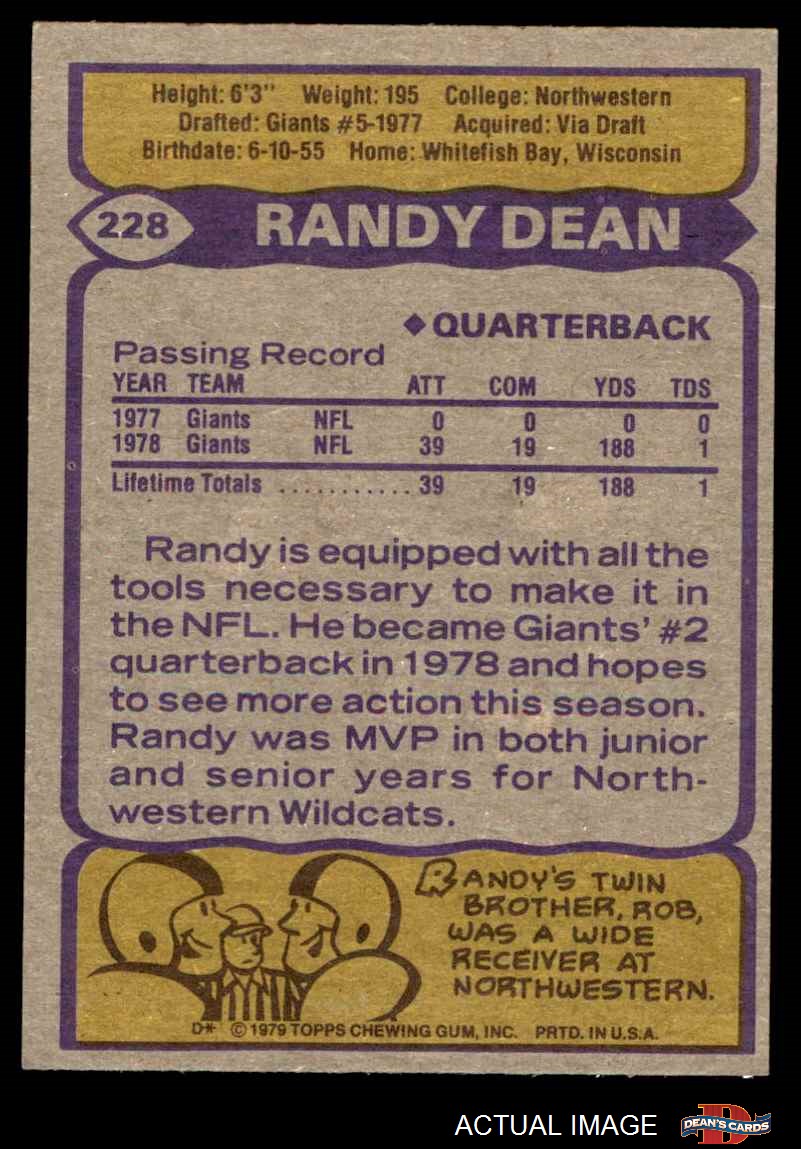 Height: 6'3" Weight: 195 College: Northwestern
Drafted: Giants #5-1977 Acquired: Via Draft
Birthdate: 6-10-55 Home: Whitefish Bay, Wisconsin
228 RANDY DEAN
◆ QUARTERBACK
Passing Record
YEAR TEAM ATT COM YDS TDS
1977 Giants NFL 0 0 0 0
1978 Giants NFL 39 19 188 1
Lifetime Totals ........... 39 19 188 1
Randy is equipped with all the
tools necessary to make it in
the NFL. He became Giants' #2
quarterback in 1978 and hopes
to see more action this season.
Randy was MVP in both junior
and senior years for North-
western Wildcats.
RANDY'S TWIN
BROTHER, ROB,
WAS A WIDE
RECEIVER AT
NORTHWESTERN.
D* © 1979 TOPPS CHEWING GUM, INC. PRTD. IN U.S.A.
ACTUAL IMAGE D DEAN'S CARDS